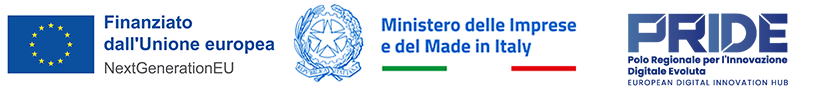 Finanziato
dall'Unione europea
NextGenerationEU
Ministero delle Imprese
e del Made in Italy
PRIDE
Polo Regionale per l'Innovazione
Digitale Evoluta
EUROPEAN DIGITAL INNOVATION HUB